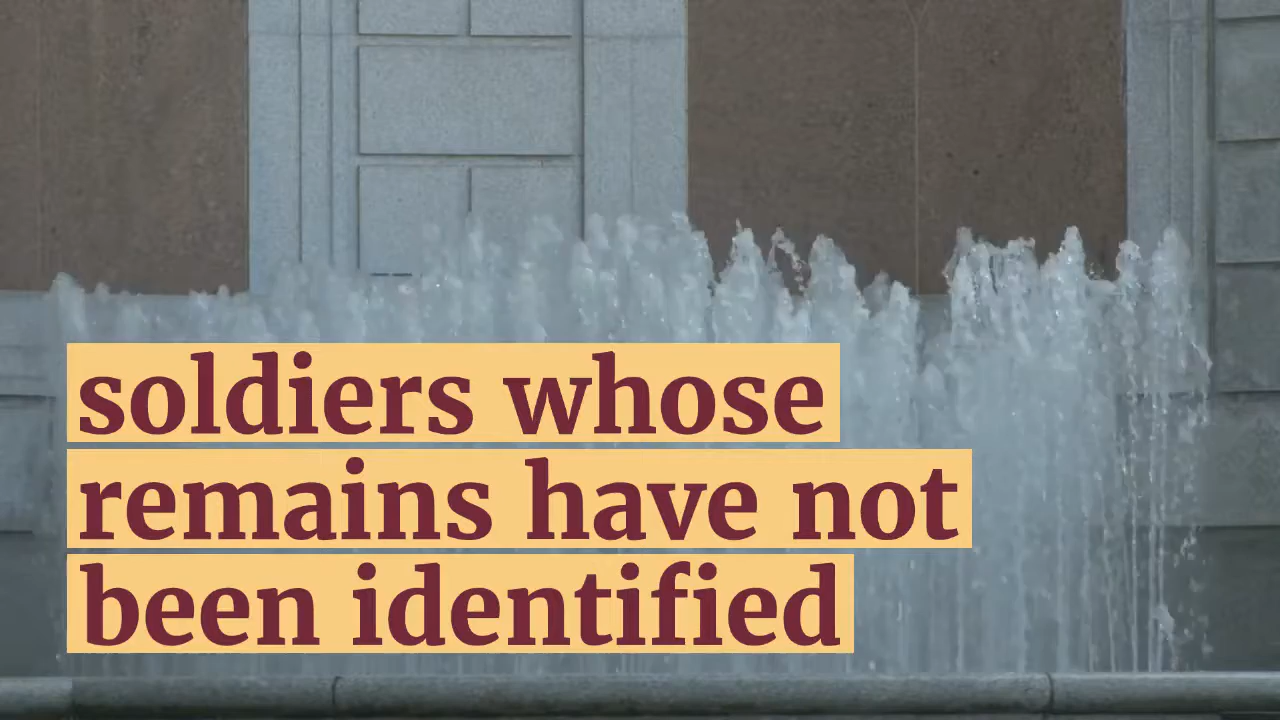 soldiers whose
remains have not
been identified